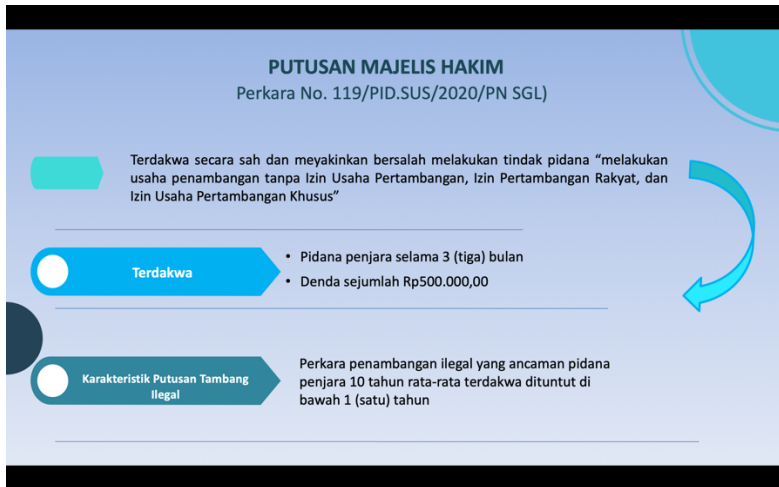 PUTUSAN MAJELIS HAKIM
Perkara No. 119/PID.SUS/2020/PN SGL)
Terdakwa secara sah dan meyakinkan bersalah melakukan tindak pidana “melakukan
usaha penambangan tanpa Izin Usaha Pertambangan, Izin Pertambangan Rakyat, dan
Izin Usaha Pertambangan Khusus”
Terdakwa
• Pidana penjara selama 3 (tiga) bulan
• Denda sejumlah Rp500.000,00
Karakteristik Putusan Tambang
Ilegal
Perkara penambangan ilegal yang ancaman pidana
penjara 10 tahun rata-rata terdakwa dituntut di
bawah 1 (satu) tahun